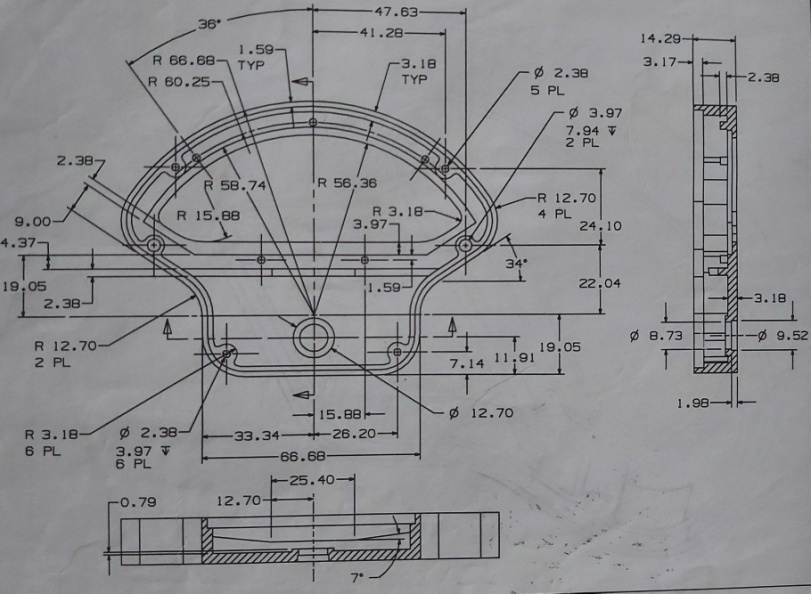 47.63
36°
41.28
14.29
1.59
TYP
R 66.68
3.18
TYP
3.17
R 60.25
Ø 2.38
5 PL
2.38
Ø 3.97
7.94 ↧
2 PL
2.38
R 58.74
R 56.36
R 12.70
4 PL
9.00
R 15.88
R 3.18
3.97
24.10
4.37
34°
19.05
1.59
22.04
2.38
3.18
R 12.70
2 PL
19.05
Ø 8.73
Ø 9.52
7.14
11.91
15.88
Ø 12.70
1.98
R 3.18
6 PL
Ø 2.38
3.97 ↧
6 PL
33.34
26.20
66.68
25.40
0.79
12.70
7°